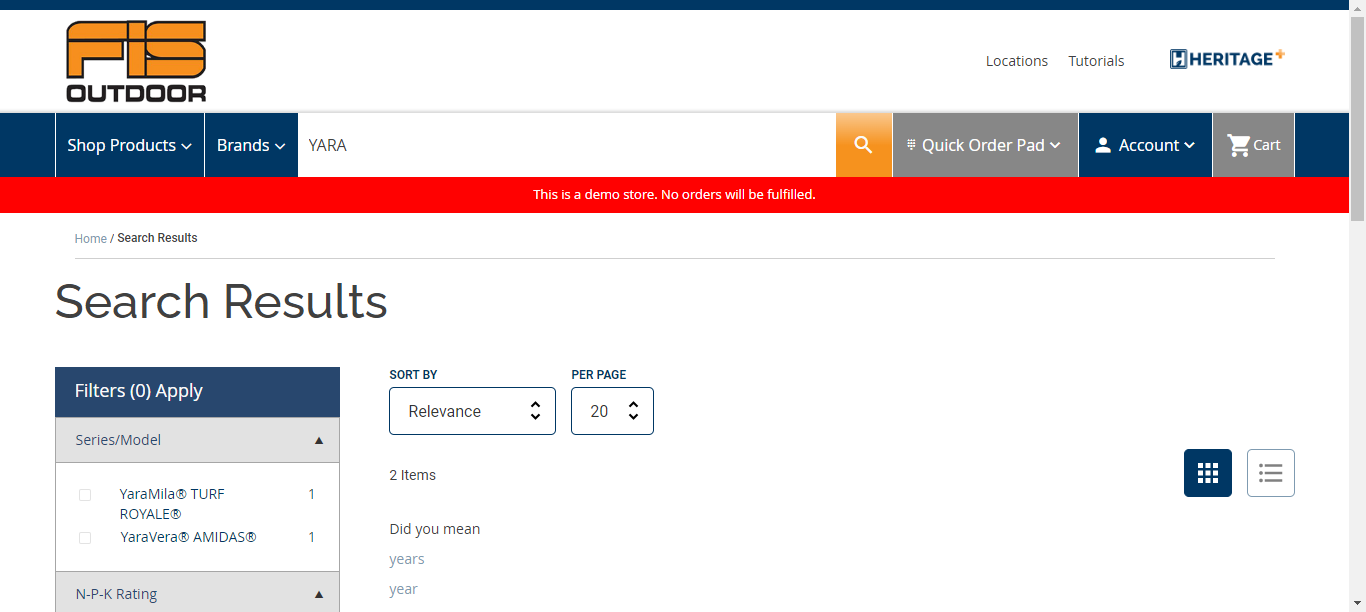 FIS
OUTDOOR
Locations
Tutorials
HERITAGE+
Shop Products
Brands
YARA
Quick Order Pad
Account
Cart
This is a demo store. No orders will be fulfilled.
Home / Search Results
Search Results
Filters (0) Apply
Series/Model
YaraMila® TURF
ROYALE®
1
YaraVera® AMIDAS®
1
N-P-K Rating
SORT BY
PER PAGE
Relevance
20
2 Items
Did you mean
years
year